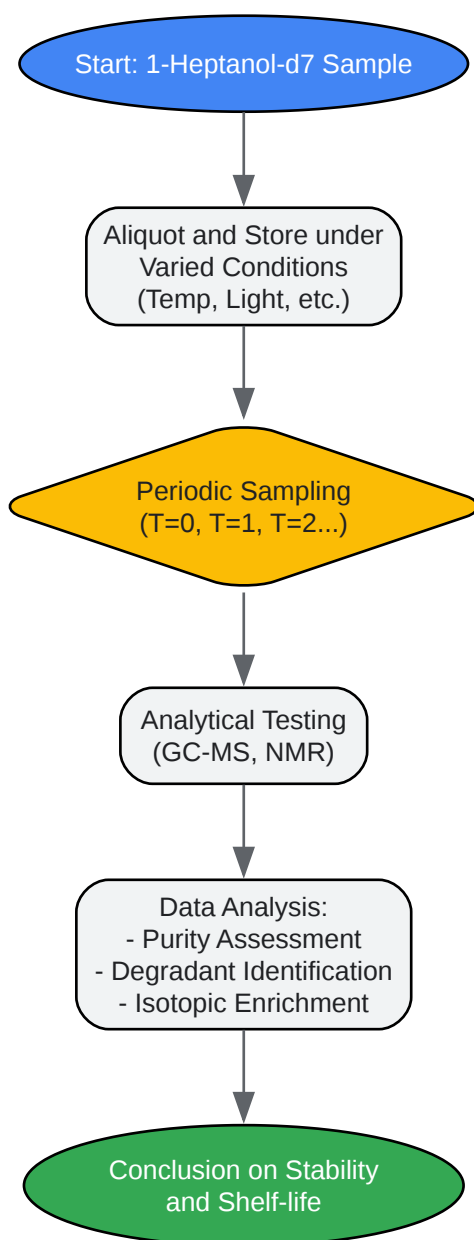 Start: 1-Heptanol-d7 Sample
Aliquot and Store under
Varied Conditions
(Temp, Light, etc.)
Periodic Sampling
(T=0, T=1, T=2...)
Analytical Testing
(GC-MS, NMR)
Data Analysis:
- Purity Assessment
- Degradant Identification
- Isotopic Enrichment
Conclusion on Stability
and Shelf-life